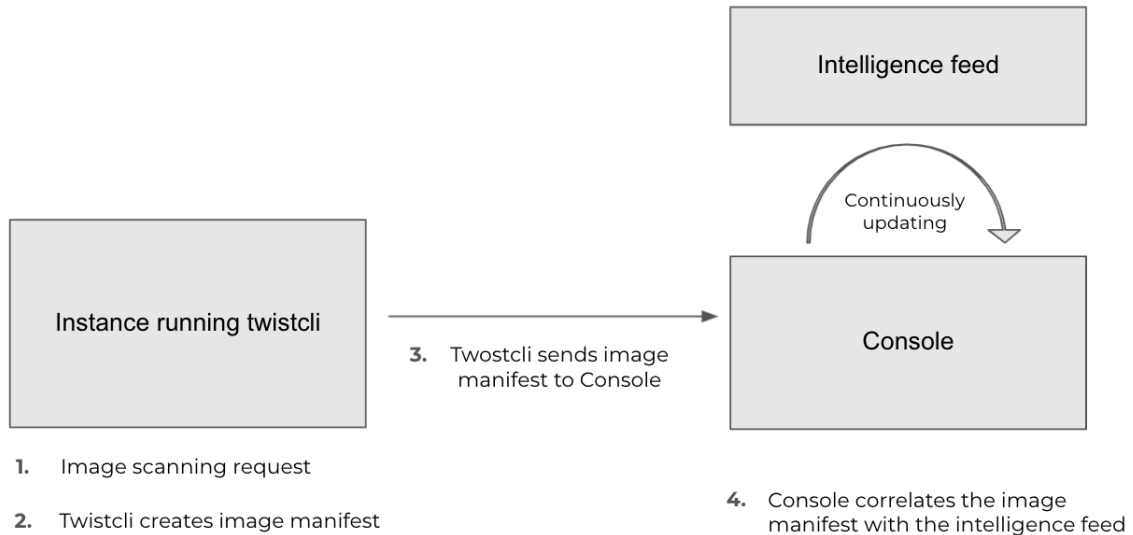 Intelligence feed
Continuously
updating
Instance running twistcli
Console
3. Twostcli sends image
manifest to Console
1. Image scanning request
2. Twistcli creates image manifest
4. Console correlates the image
manifest with the intelligence feed